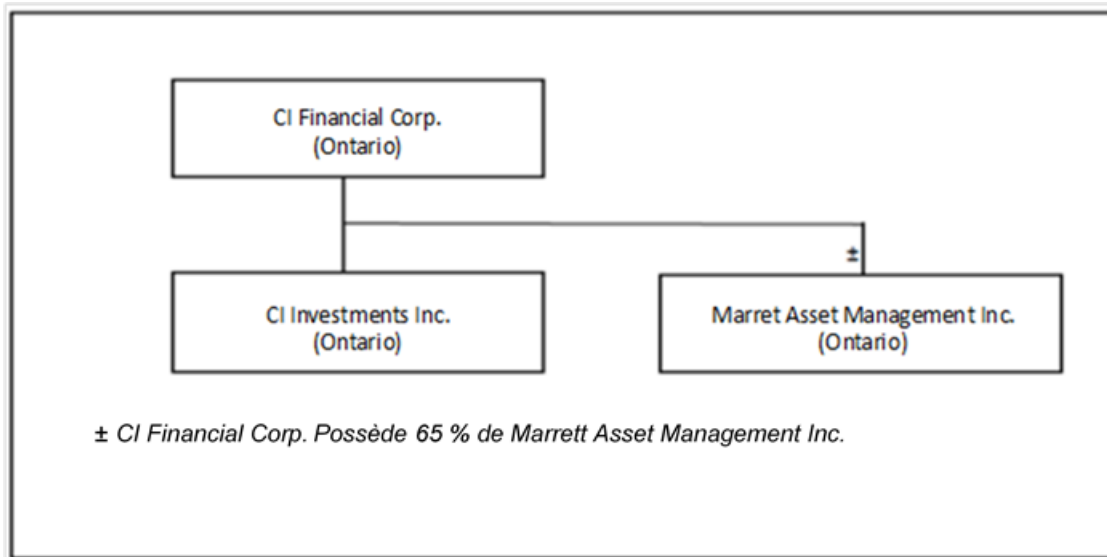 CI Financial Corp.
(Ontario)
±
CI Investments Inc.
(Ontario)
Marret Asset Management Inc.
(Ontario)
± CI Financial Corp. Possède 65 % de Marrett Asset Management Inc.